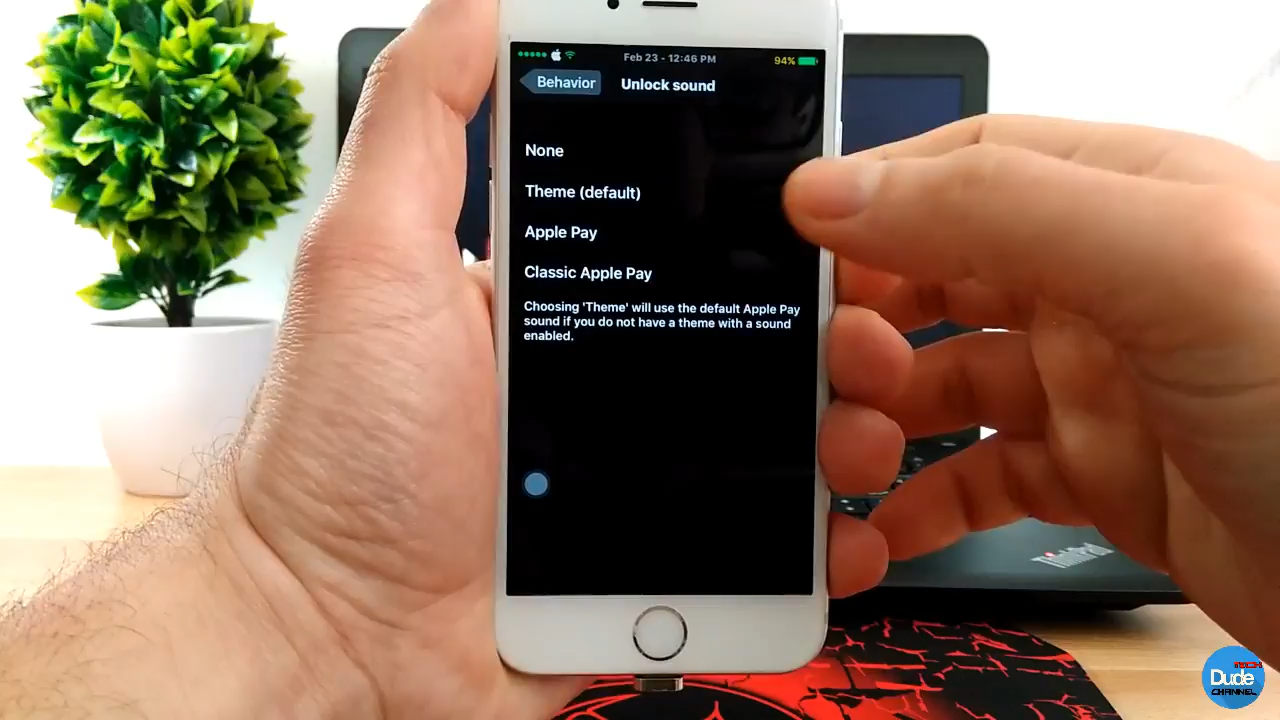 Feb 23 - 12:46 PM
94%
Behavior
Unlock sound
None
Theme (default)
Apple Pay
Classic Apple Pay
Choosing 'Theme' will use the default Apple Pay
sound if you do not have a theme with a sound
enabled.
ThinkPad
TECH
Dude
CHANNEL